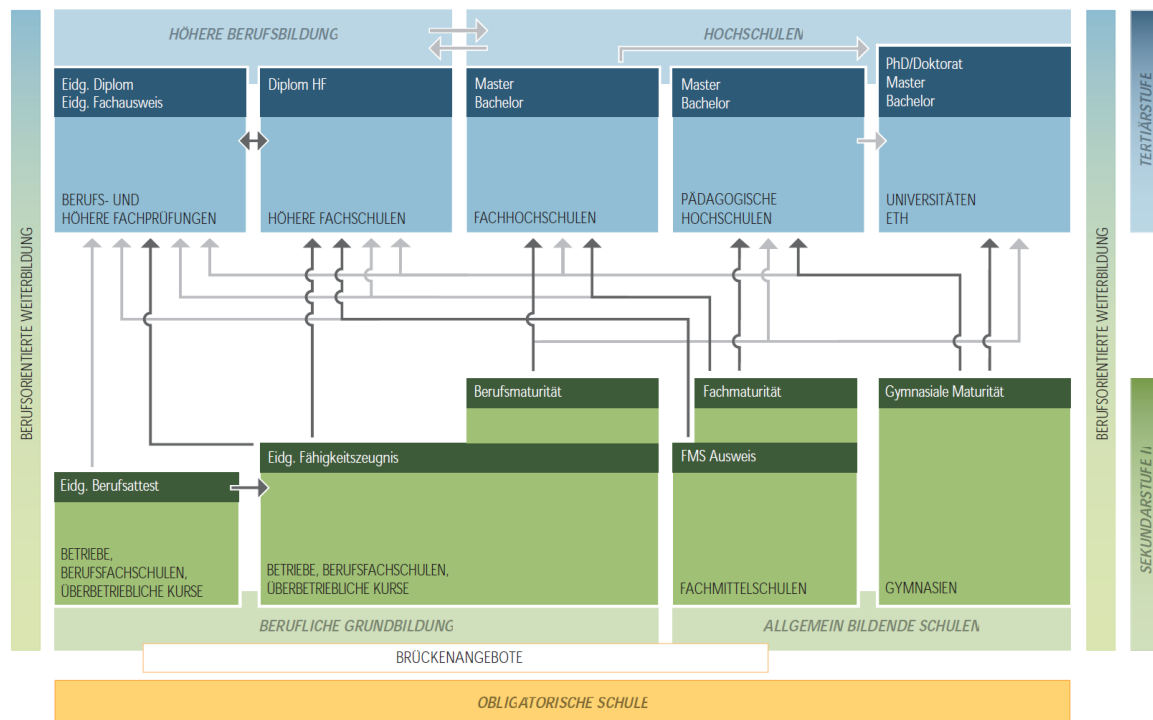 HÖHERE BERUFSBILDUNG
HOCHSCHULEN
Eidg. Diplom
Eidg. Fachausweis
BERUFS- UND
HÖHERE FACHPRÜFUNGEN
Diplom HF
HÖHERE FACHSCHULEN
Master
Bachelor
FACHHOCHSCHULEN
Master
Bachelor
PÄDAGOGISCHE
HOCHSCHULEN
PhD/Doktorat
Master
Bachelor
UNIVERSITÄTEN
ETH
TERTIÄRSTUFE
BERUFSORIENTIERTE WEITERBILDUNG
BERUFSORIENTIERTE WEITERBILDUNG
Berufsmaturität
Fachmaturität
Gymnasiale Maturität
Eidg. Fähigkeitszeugnis
FMS Ausweis
Eidg. Berufsattest
BETRIEBE,
BERUFSFACHSCHULEN,
ÜBERBETRIEBLICHE KURSE
BETRIEBE, BERUFSFACHSCHULEN,
ÜBERBETRIEBLICHE KURSE
FACHMITTELSCHULEN
GYMNASIEN
SEKUNDARSTUFE II
BERUFLICHE GRUNDBILDUNG
ALLGEMEIN BILDENDE SCHULEN
BRÜCKENANGEBOTE
OBLIGATORISCHE SCHULE